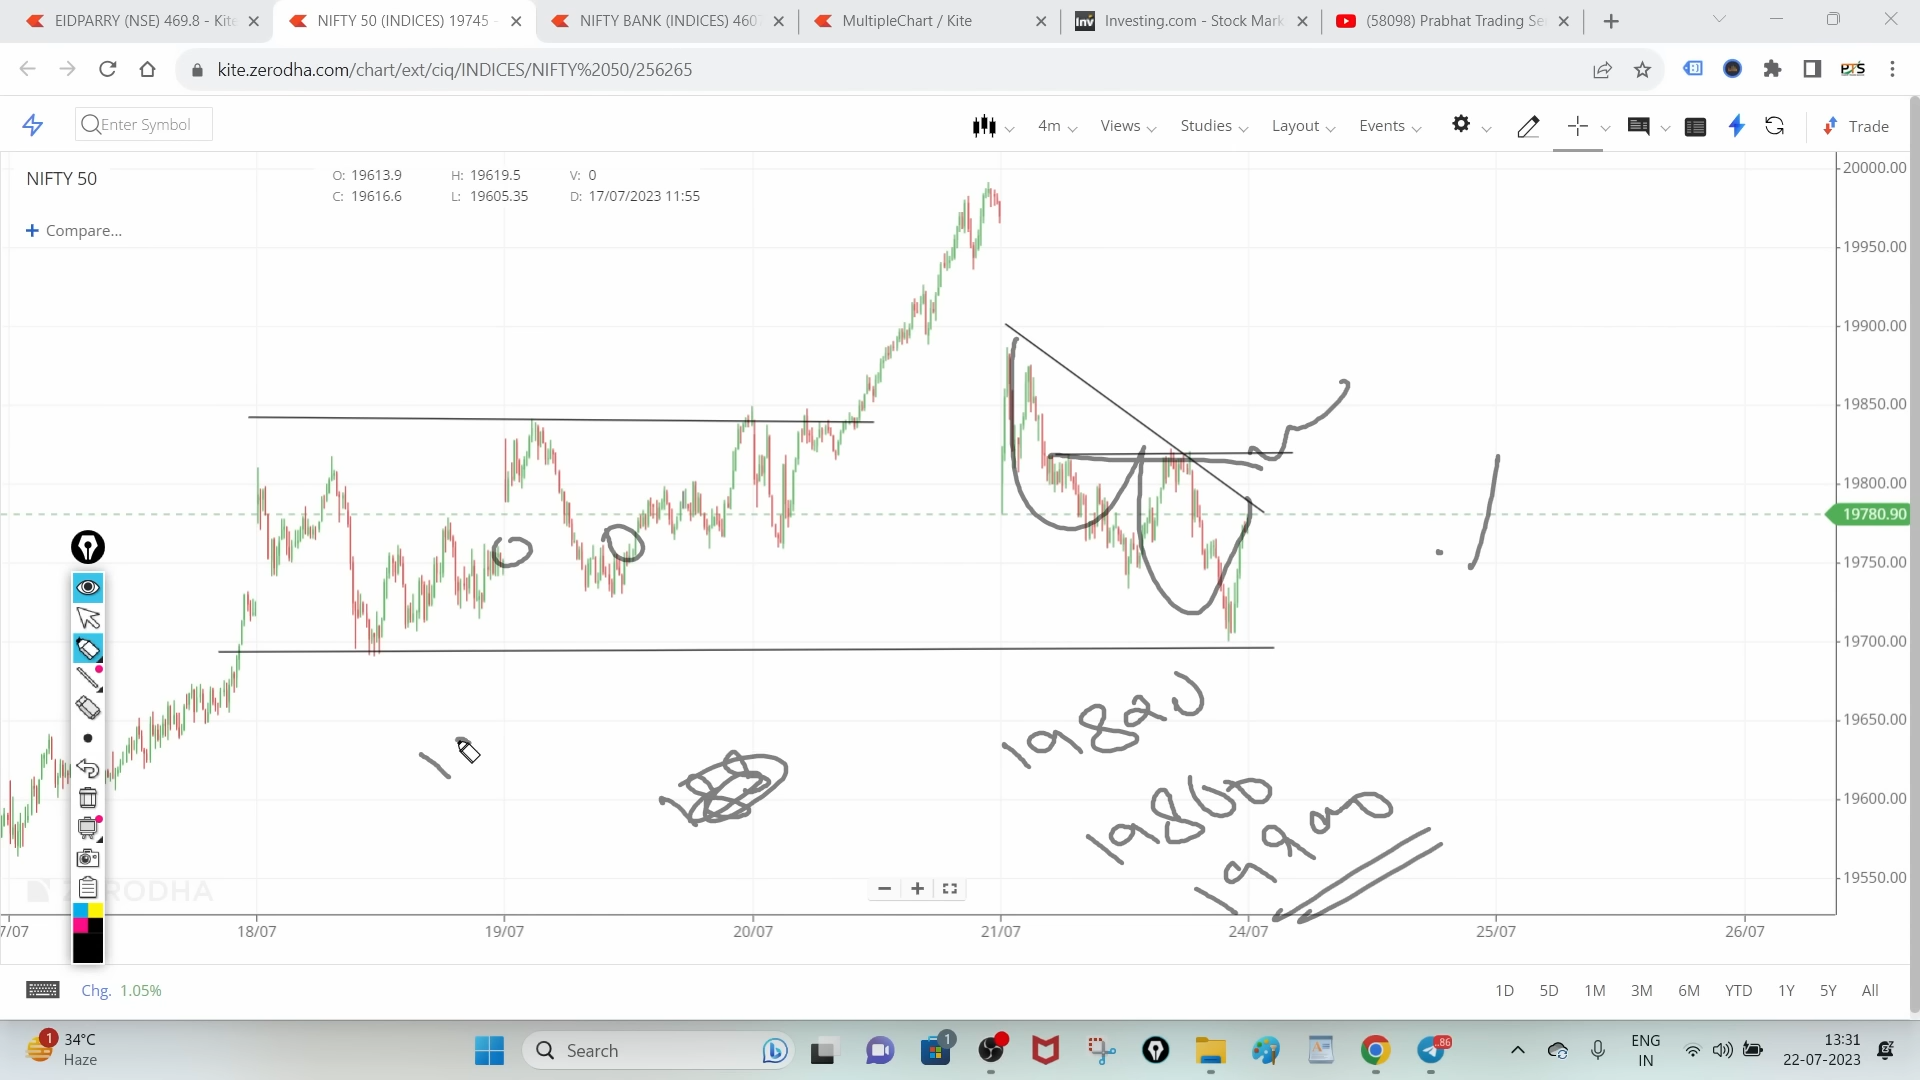 EIDPARRY (NSE) 469.8 - Kite
NIFTY 50 (INDICES) 19745 -
NIFTY BANK (INDICES) 4607
MultipleChart / Kite
Investing.com - Stock Mark
(58098) Prabhat Trading Se
kite.zerodha.com/chart/ext/ciq/INDICES/NIFTY%2050/256265
PTS
Enter Symbol
4m
Views
Studies
Layout
Events
Trade
NIFTY 50
O: 19613.9
H: 19619.5
V: 0
C: 19616.6
L: 19605.35
D: 17/07/2023 11:55
+ Compare...
20000.00
19950.00
19900.00
19850.00
19800.00
19780.90
19750.00
19700.00
19650.00
19600.00
19550.00
19820
19800
19900
ZERODHA
7/07
18/07
19/07
20/07
21/07
24/07
25/07
26/07
Chg. 1.05%
1D
5D
1M
3M
6M
YTD
1Y
5Y
All
1
34°C
Haze
Search
1
86
ENG
IN
13:31
22-07-2023